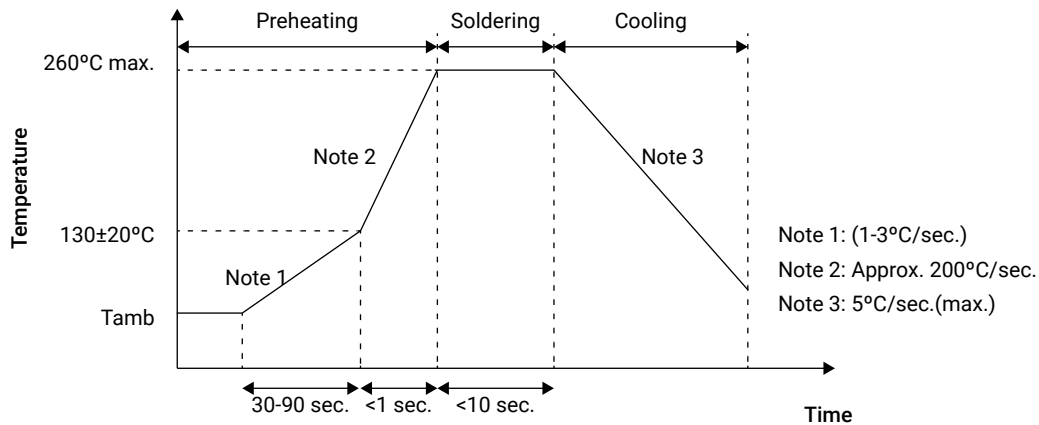 Preheating
Soldering
Cooling
260ºC max.
Note 2
Note 3
Temperature
130±20ºC
Note 1: (1-3ºC/sec.)
Note 1
Note 2: Approx. 200ºC/sec.
Tamb
Note 3: 5ºC/sec.(max.)
30-90 sec.
<1 sec.
<10 sec.
Time